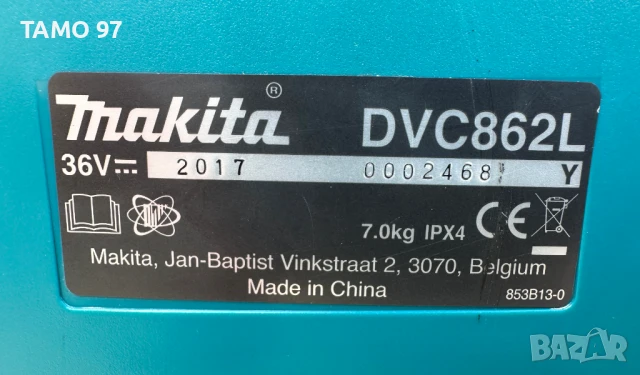 TAMO 97
makita® DVC862L
36V 2017 0002468 Y
7.0kg IPX4 CE
Makita, Jan-Baptist Vinkstraat 2, 3070, Belgium
Made in China 853B13-0
BAZAR